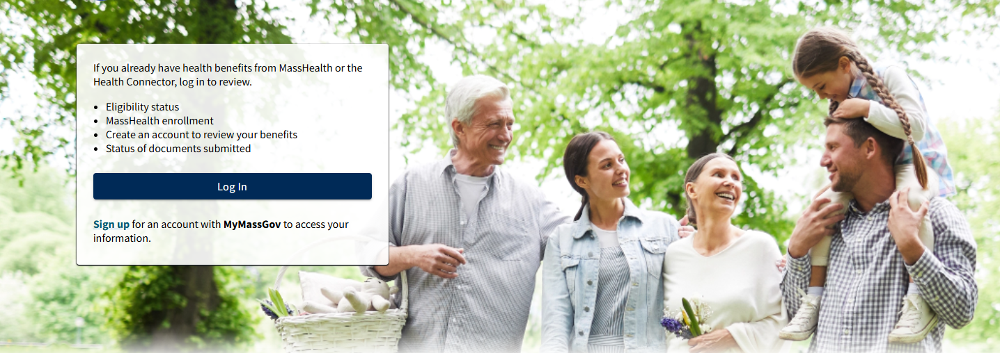 If you already have health benefits from MassHealth or the
Health Connector, log in to review.
• Eligibility status
• MassHealth enrollment
• Create an account to review your benefits
• Status of documents submitted
Log In
Sign up for an account with MyMassGov to access your
information.